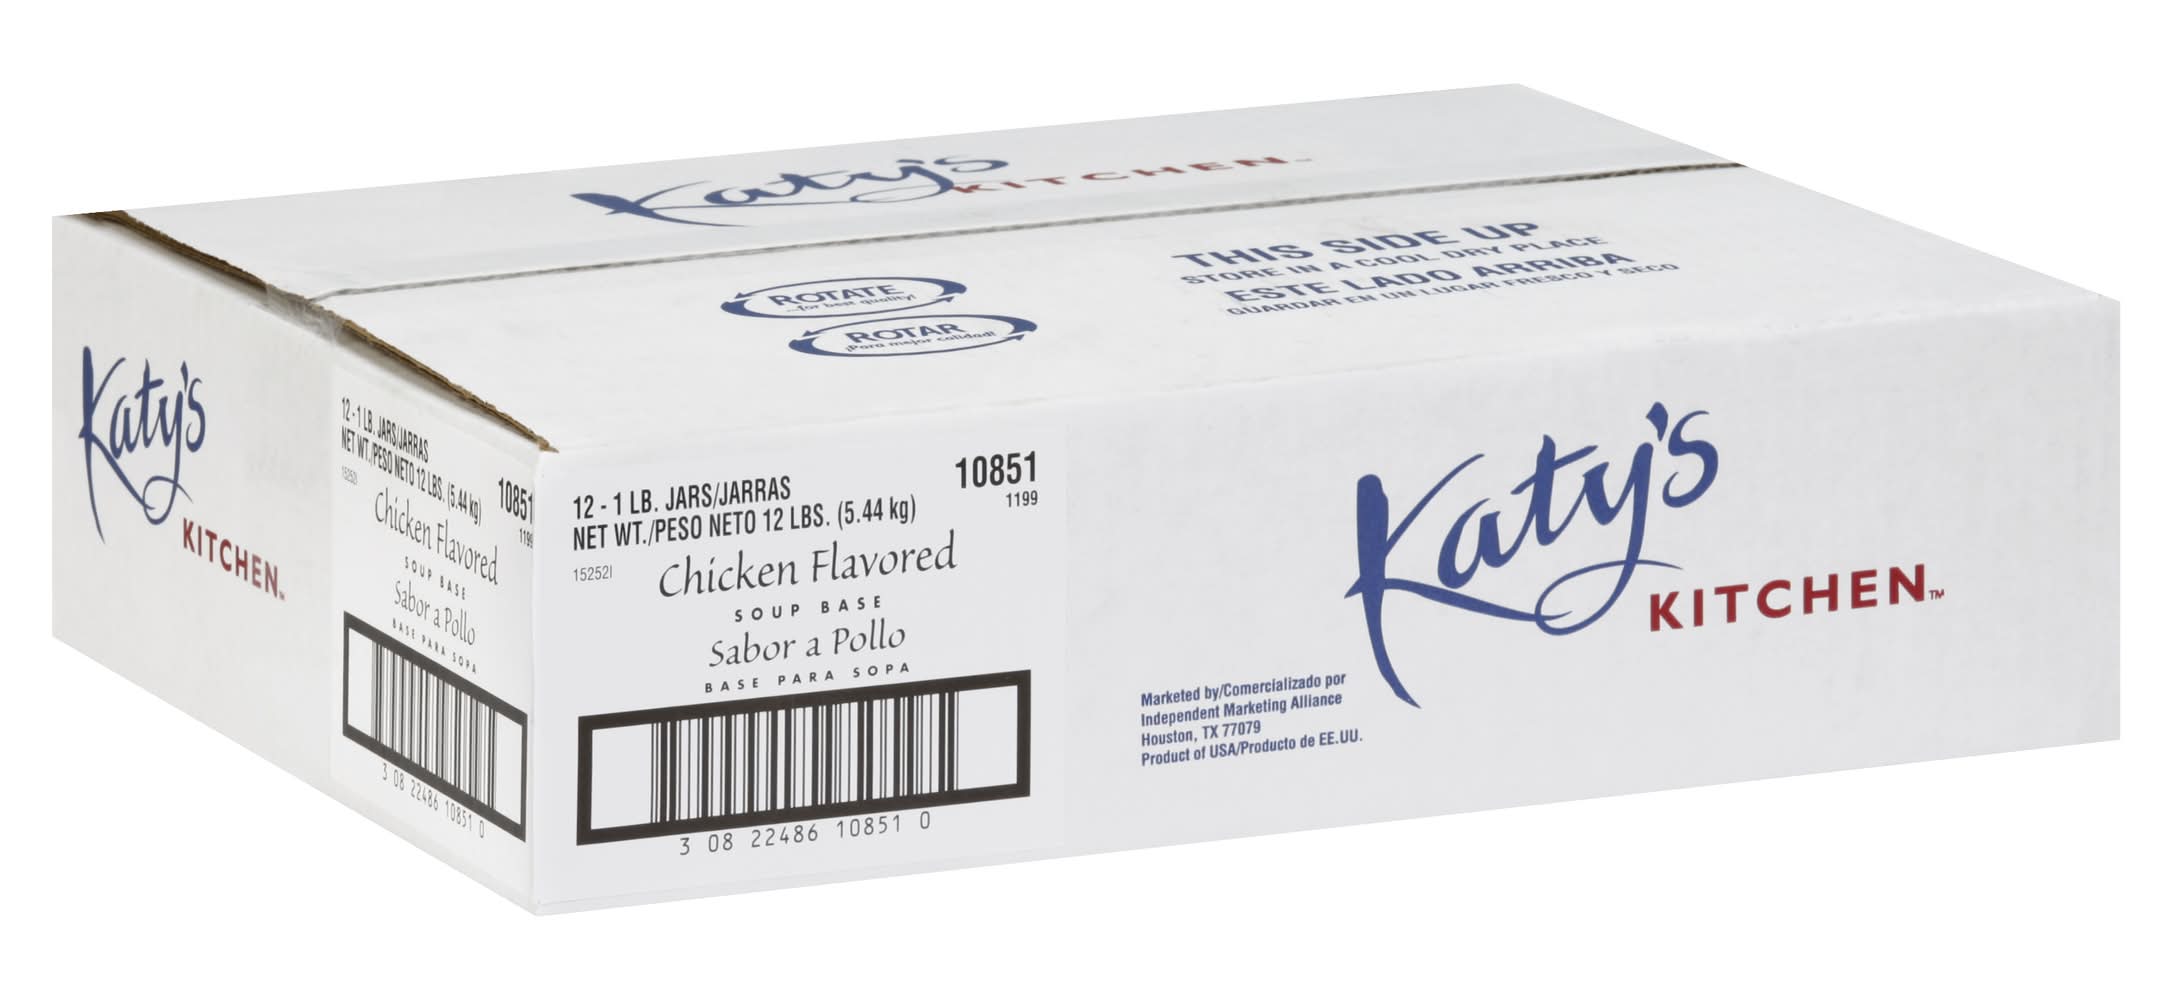 Katy's
KITCHEN™
THIS SIDE UP
STORE IN A COOL DRY PLACE
ESTE LADO ARRIBA
GUARDAR EN UN LUGAR FRESCO Y SECO
ROTATE
...for best quality!
ROTAR
¡Para mejor calidad!
Katy's
KITCHEN™
12 - 1 LB. JARS/JARRAS
NET WT./PESO NETO 12 LBS. (5.44 kg)
10851
1199
15252I
Chicken Flavored
SOUP BASE
Sabor a Pollo
BASE PARA SOPA
3 08 22486 10851 0
12 - 1 LB. JARS/JARRAS
NET WT./PESO NETO 12 LBS. (5.44 kg)
10851
1199
15252I
Chicken Flavored
SOUP BASE
Sabor a Pollo
BASE PARA SOPA
3 08 22486 10851 0
Katy's
KITCHEN™
Marketed by/Comercializado por
Independent Marketing Alliance
Houston, TX 77079
Product of USA/Producto de EE.UU.